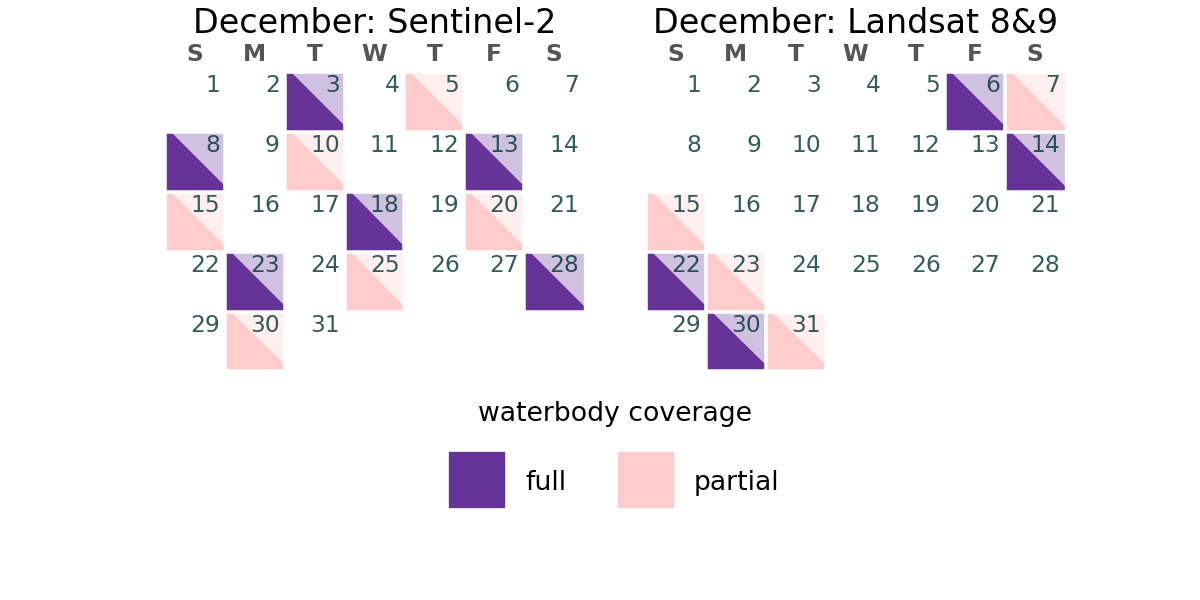 December: Sentinel-2
S M T W T F S
1 2 3 4 5 6 7
8 9 10 11 12 13 14
15 16 17 18 19 20 21
22 23 24 25 26 27 28
29 30 31
December: Landsat 8&9
S M T W T F S
1 2 3 4 5 6 7
8 9 10 11 12 13 14
15 16 17 18 19 20 21
22 23 24 25 26 27 28
29 30 31
waterbody coverage
full
partial